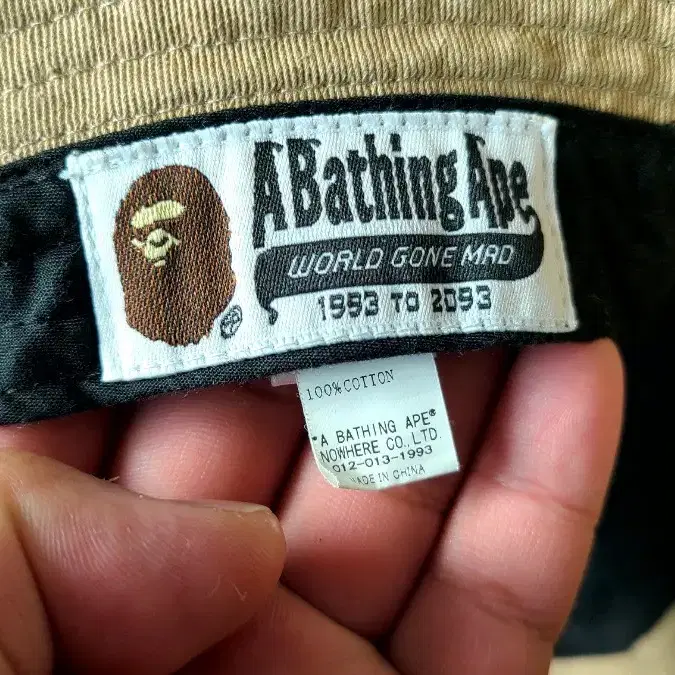 A Bathing Ape
WORLD GONE MAD
1993 TO 2093
100% COTTON
"A BATHING APE®
NOWHERE CO., LTD.
012-013-1993
MADE IN CHINA